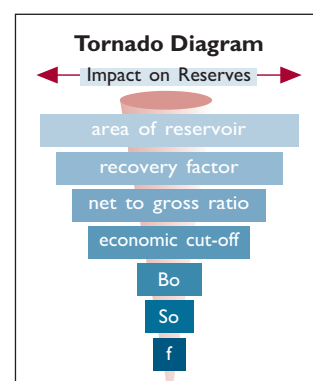 Tornado Diagram
Impact on Reserves
area of reservoir
recovery factor
net to gross ratio
economic cut-off
Bo
So
f